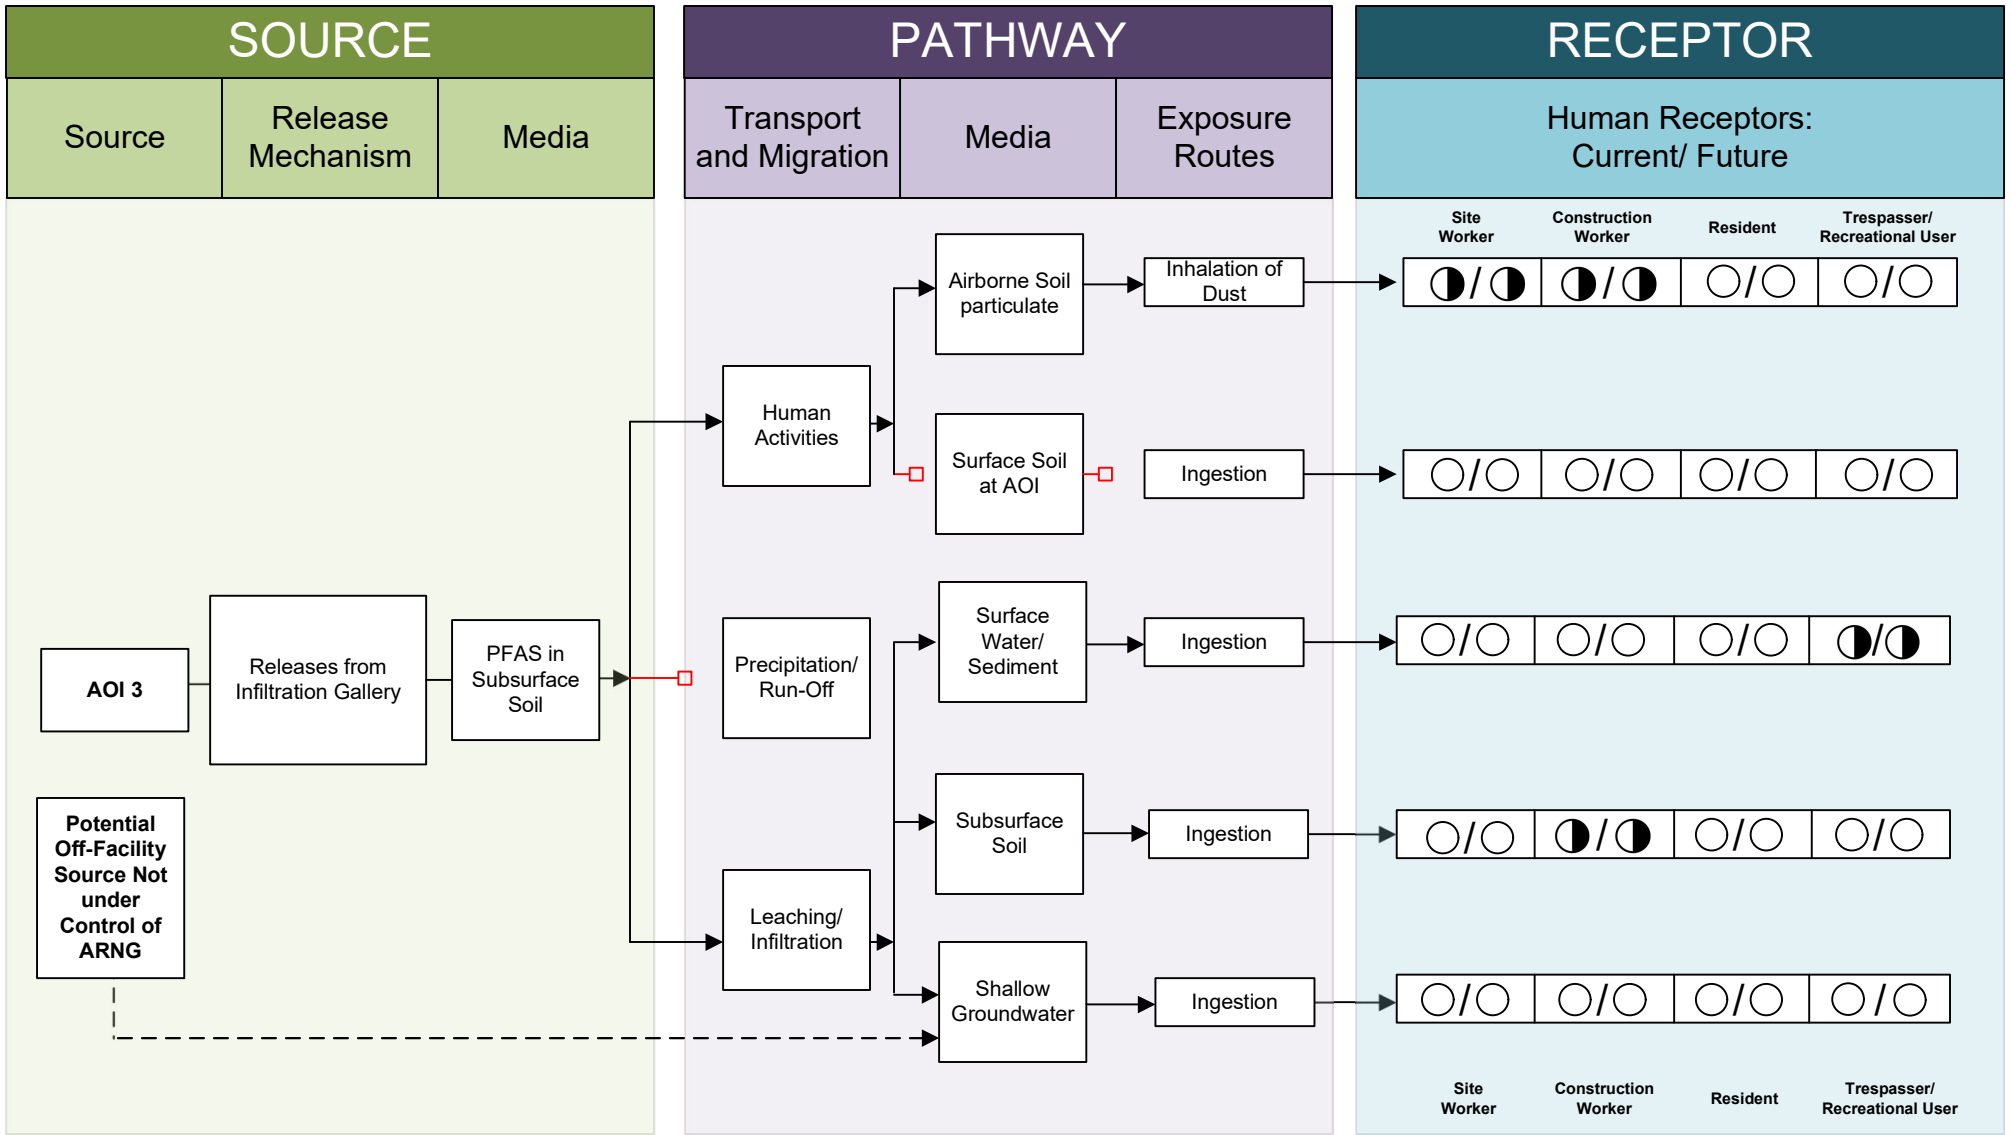 SOURCE
PATHWAY
RECEPTOR
Source
Release
Mechanism
Media
Transport
and Migration
Media
Exposure
Routes
Human Receptors:
Current/ Future
Site
Worker
Construction
Worker
Resident
Trespasser/
Recreational User
Airborne Soil
particulate
Inhalation of
Dust
/
/
/
/
Human
Activities
Surface Soil
at AOI
Ingestion
/
/
/
/
AOI 3
Releases from
Infiltration Gallery
PFAS in
Subsurface
Soil
Precipitation/
Run-Off
Surface
Water/
Sediment
Ingestion
/
/
/
/
Potential
Off-Facility
Source Not
under
Control of
ARNG
Subsurface
Soil
Ingestion
/
/
/
/
Leaching/
Infiltration
Shallow
Groundwater
Ingestion
/
/
/
/
Site
Worker
Construction
Worker
Resident
Trespasser/
Recreational User